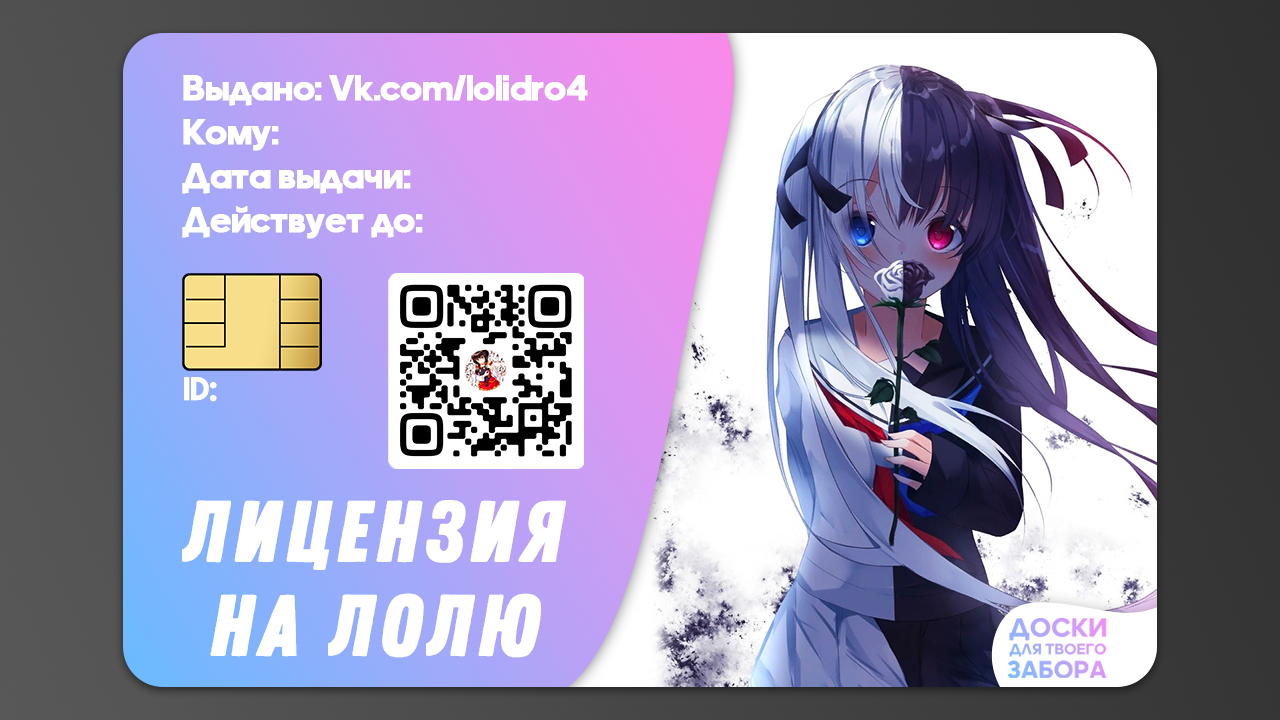 Выдано: Vk.com/lolidro4
Кому:
Дата выдачи:
Действует до:
ID:
ЛИЦЕНЗИЯ
НА ЛОЛЮ
ДОСКИ
ДЛЯ ТВОЕГО
ЗАБОРА